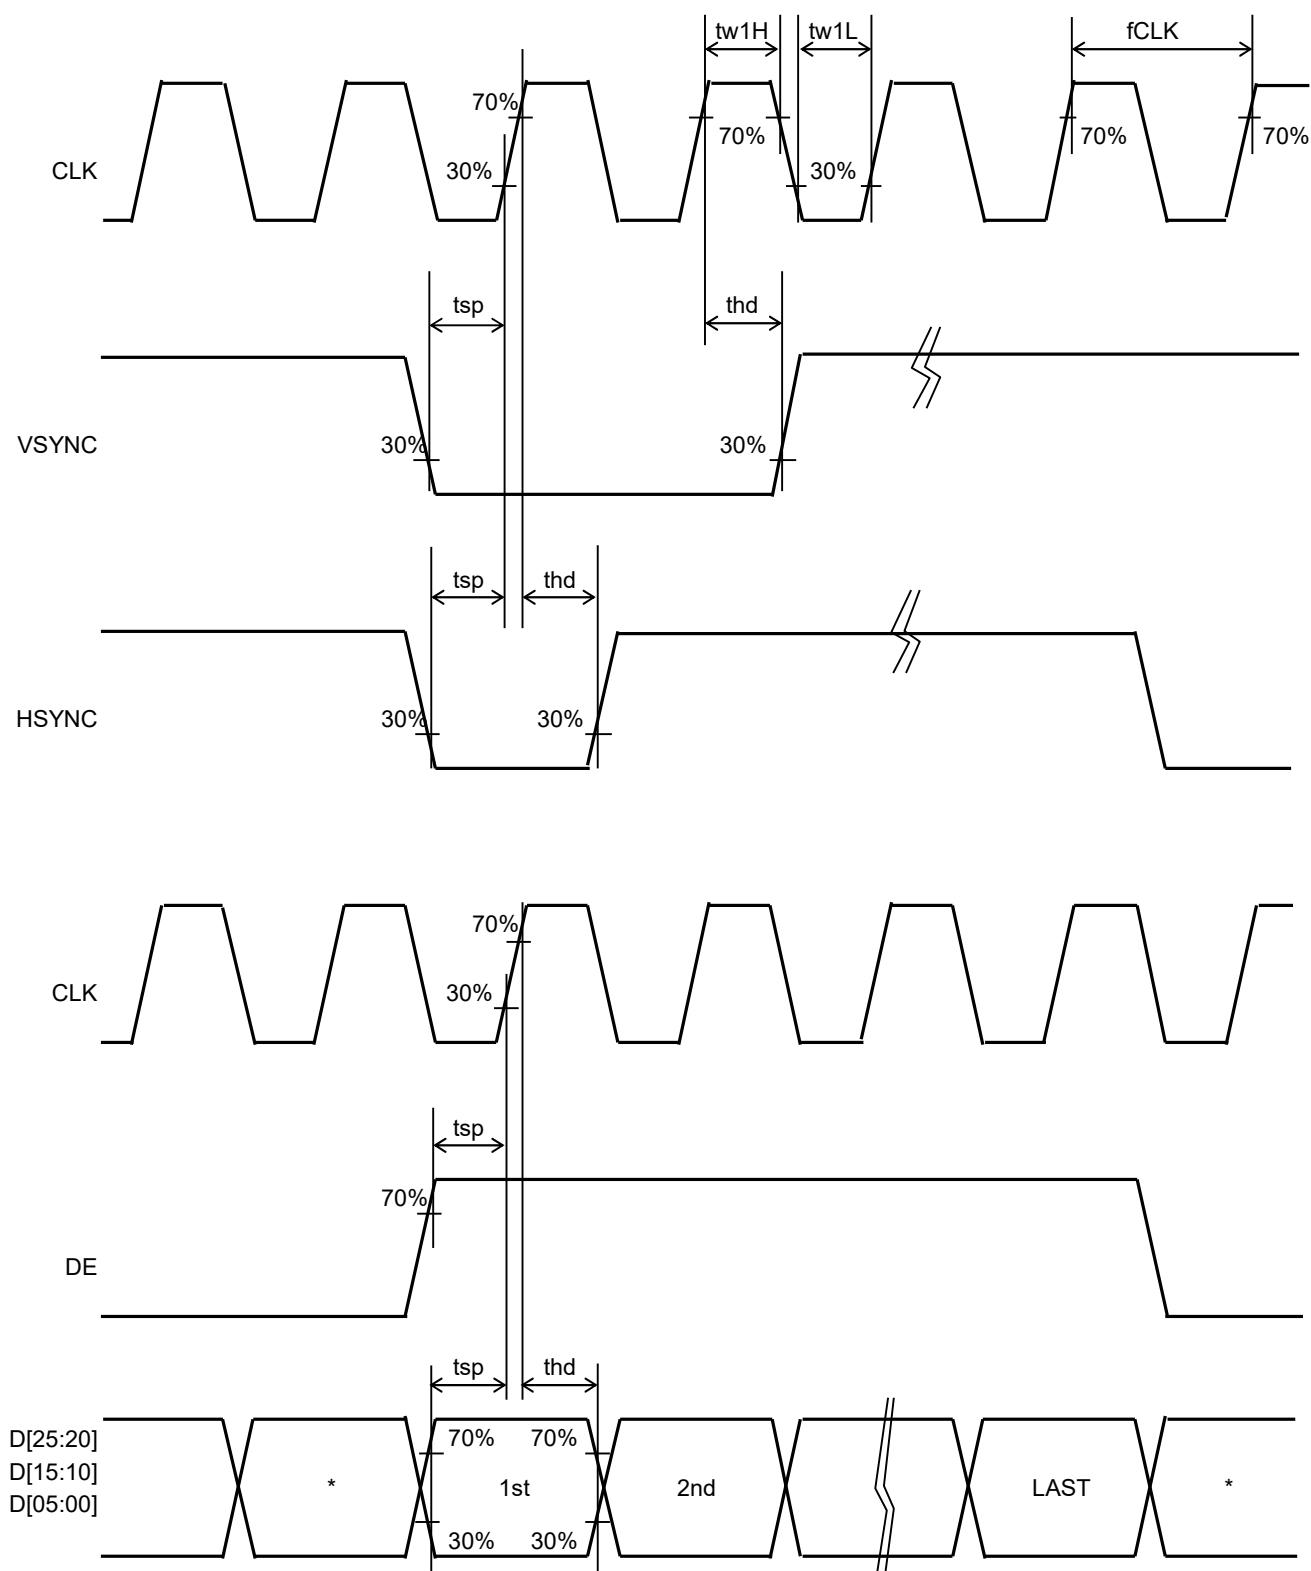 tw1H tw1L fCLK
70% 70% 70% 70%
CLK 30% 30%
tsp thd
VSYNC 30% 30%
tsp thd
HSYNC 30% 30%
70%
CLK 30%
tsp
70%
DE
tsp thd
D[25:20] 70% 70%
D[15:10] * 1st 2nd LAST *
D[05:00]
30% 30%